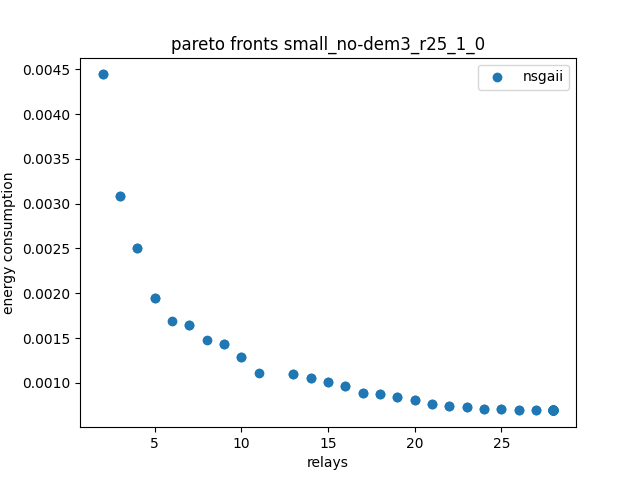 pareto fronts small_no-dem3_r25_1_0
nsgaii
0.0045
0.0040
0.0035
0.0030
0.0025
0.0020
0.0015
0.0010
energy consumption
5 10 15 20 25
relays